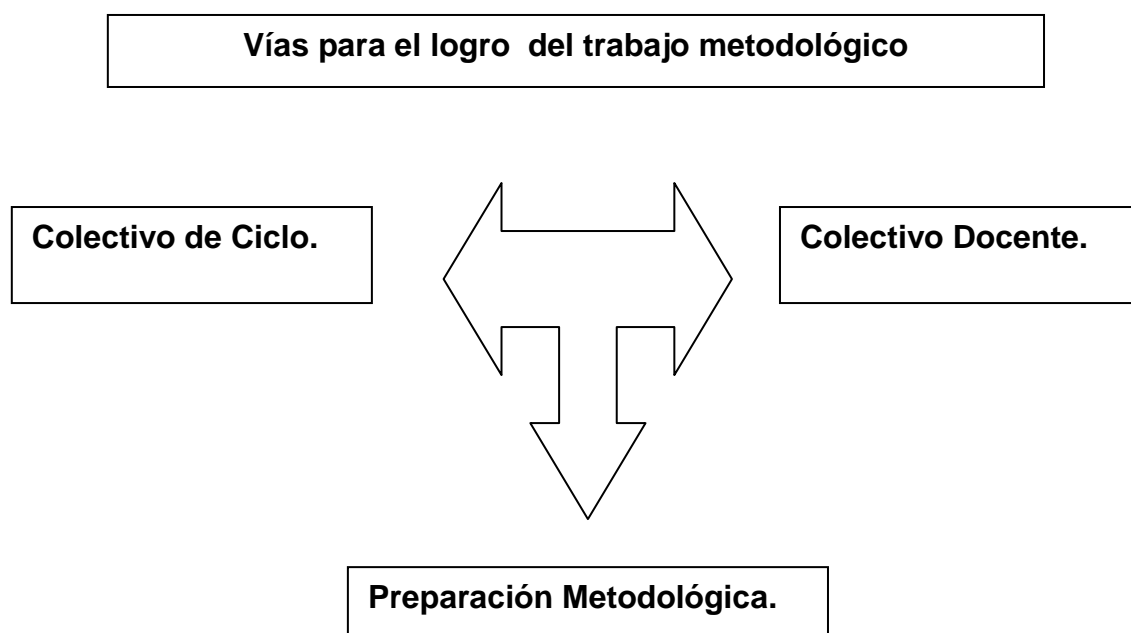 Vías para el logro  del trabajo metodológico
Colectivo de Ciclo.
Colectivo Docente.
Preparación Metodológica.